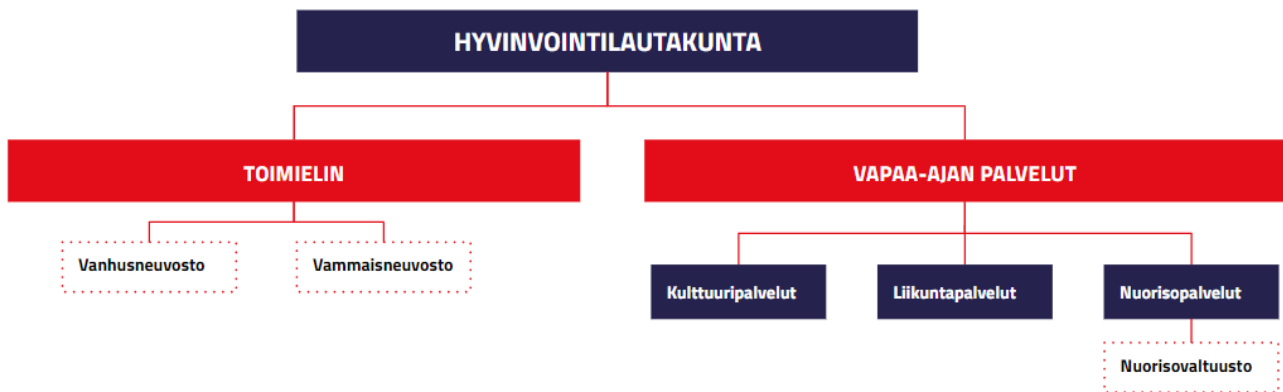 HYVINVOINTILAUTAKUNTA
TOIMIELIN
VAPAA-AJAN PALVELUT
Vanhusneuvosto
Vammaisneuvosto
Kulttuuripalvelut
Liikuntapalvelut
Nuorisopalvelut
Nuorisovaltuusto